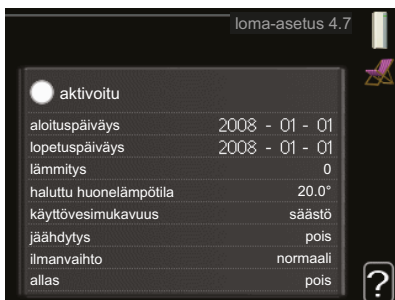 loma-asetus 4.7
aktivoitu
aloituspäiväys 2008 - 01 - 01
lopetuspäiväys 2008 - 01 - 01
lämmitys 0
haluttu huonelämpötila 20.0°
käyttövesimukavuus säästö
jäähdytys pois
ilmanvaihto normaali
allas pois
?